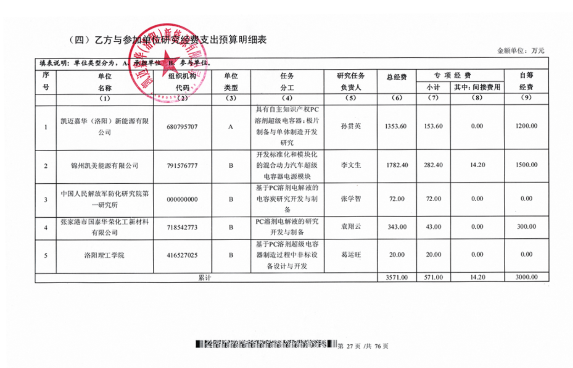 （四）乙方与参加单位研究经费支出预算明细表
金额单位：万元
填表说明：单位类型分为：A、承担单位、B、参与单位。
序号 单位名称 组织机构代码 单位类型 任务分工 研究任务负责人 总经费 专项经费 自筹经费
小计 其中：间接费用
（1） （2） （3） （4） （5） （6） （7） （8） （9）
1 凯迈嘉华（洛阳）新能源有限公司 680795707 A 具有自主知识产权PC溶剂超级电容器；极片制备与单体制造开发研究 孙贯英 1353.60 153.60 0.00 1200.00
2 锦州凯美能源有限公司 791576777 B 开发标准化和模块化的混合动力汽车超级电容器电源模块 李文生 1782.40 282.40 14.20 1500.00
3 中国人民解放军防化研究院第一研究所 000000000 B 基于PC溶剂电解液的电容炭研究开发与制备 张学智 72.00 72.00 0.00 0.00
4 张家港市国泰华荣化工新材料有限公司 718542773 B PC溶剂电解液的研究开发与制备 袁翔云 343.00 43.00 0.00 300.00
5 洛阳理工学院 416527025 B 基于PC溶剂超级电容器制造过程中非标设备设计与开发 葛运旺 20.00 20.00 0.00 0.00
累计 3571.00 571.00 14.20 3000.00
第 27 页 /共 76 页